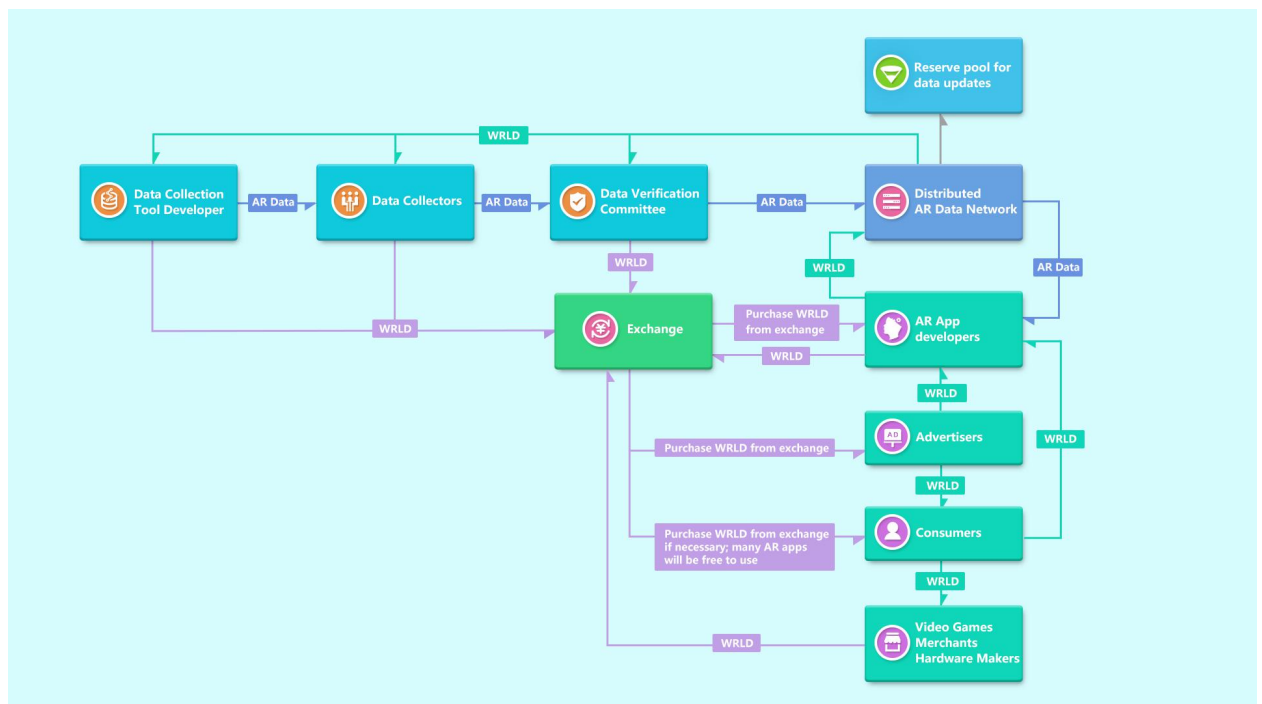 Reserve pool for
data updates
WRLD
Data Collection
Tool Developer
AR Data
Data Collectors
AR Data
Data Verification
Committee
AR Data
Distributed
AR Data Network
WRLD
WRLD
AR Data
WRLD
Exchange
Purchase WRLD
from exchange
AR App
developers
WRLD
WRLD
AD
Advertisers
Purchase WRLD from exchange
WRLD
WRLD
Purchase WRLD from exchange
if necessary; many AR apps
will be free to use
Consumers
WRLD
WRLD
Video Games
Merchants
Hardware Makers